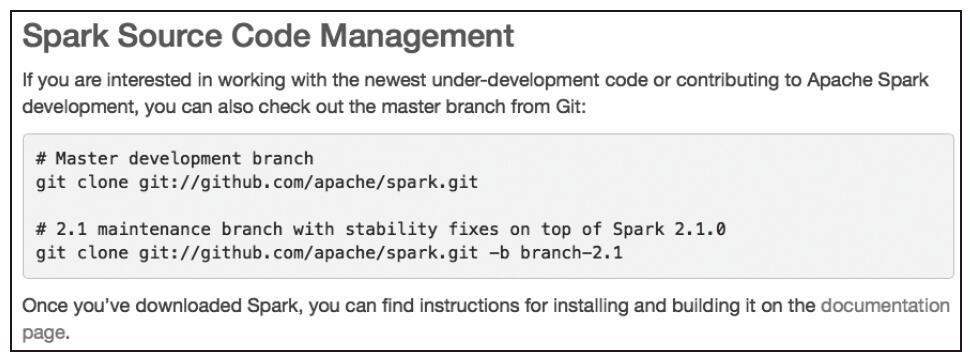 Spark Source Code Management
If you are interested in working with the newest under-development code or contributing to Apache Spark
development, you can also check out the master branch from Git:
# Master development branch
git clone git://github.com/apache/spark.git
# 2.1 maintenance branch with stability fixes on top of Spark 2.1.0
git clone git://github.com/apache/spark.git -b branch-2.1
Once you’ve downloaded Spark, you can find instructions for installing and building it on the documentation
page.